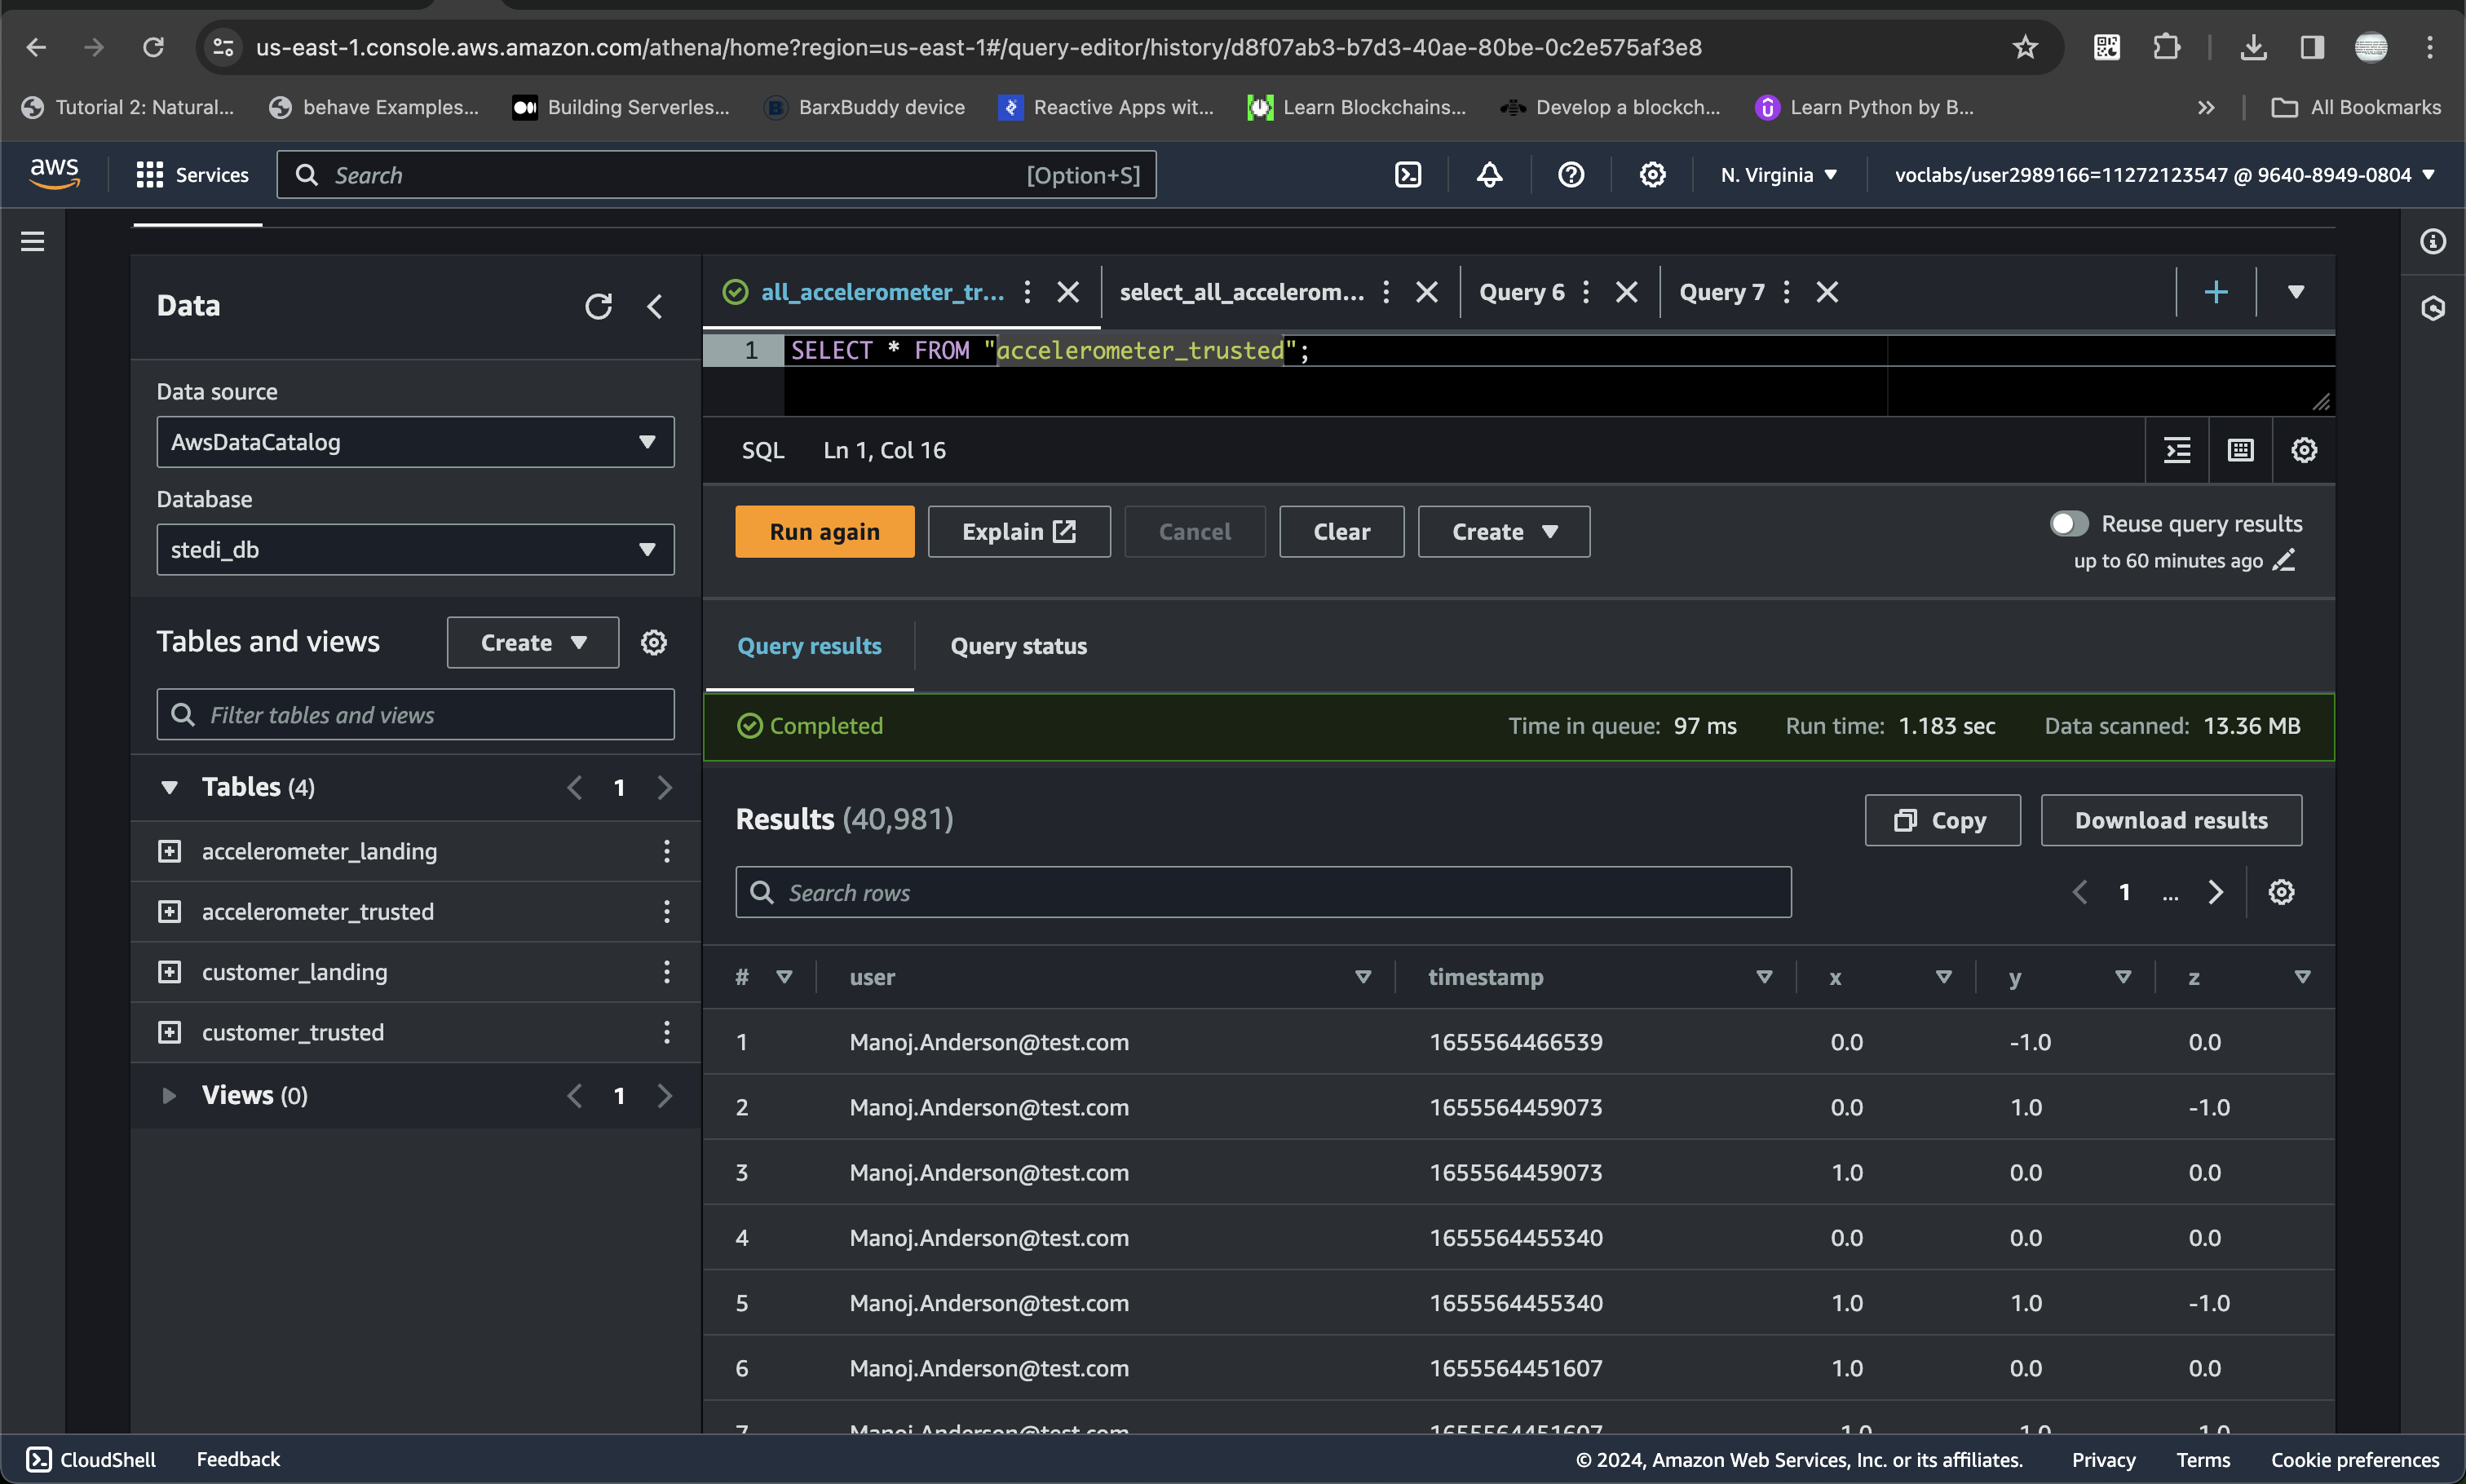 us-east-1.console.aws.amazon.com/athena/home?region=us-east-1#/query-editor/history/d8f07ab3-b7d3-40ae-80be-0c2e575af3e8
Tutorial 2: Natural... behave Examples... Building Serverles... BarxBuddy device Reactive Apps wit... Learn Blockchains... Develop a blockch... Learn Python by B... All Bookmarks
aws Services Search [Option+S] N. Virginia voclabs/user2989166=11272123547 @ 9640-8949-0804
Data
Data source
AwsDataCatalog
Database
stedi_db
Tables and views Create
Filter tables and views
Tables (4) 1
accelerometer_landing
accelerometer_trusted
customer_landing
customer_trusted
Views (0) 1
all_accelerometer_tr... select_all_accelerom... Query 6 Query 7
1 SELECT * FROM "accelerometer_trusted";
SQL Ln 1, Col 16
Run again Explain Cancel Clear Create Reuse query results
up to 60 minutes ago
Query results Query status
Completed Time in queue: 97 ms Run time: 1.183 sec Data scanned: 13.36 MB
Results (40,981) Copy Download results
Search rows 1 ...
# user timestamp x y z
1 Manoj.Anderson@test.com 1655564466539 0.0 -1.0 0.0
2 Manoj.Anderson@test.com 1655564459073 0.0 1.0 -1.0
3 Manoj.Anderson@test.com 1655564459073 1.0 0.0 0.0
4 Manoj.Anderson@test.com 1655564455340 0.0 0.0 0.0
5 Manoj.Anderson@test.com 1655564455340 1.0 1.0 -1.0
6 Manoj.Anderson@test.com 1655564451607 1.0 0.0 0.0
7 Manoj.Anderson@test.com 1655564451607
CloudShell Feedback © 2024, Amazon Web Services, Inc. or its affiliates. Privacy Terms Cookie preferences